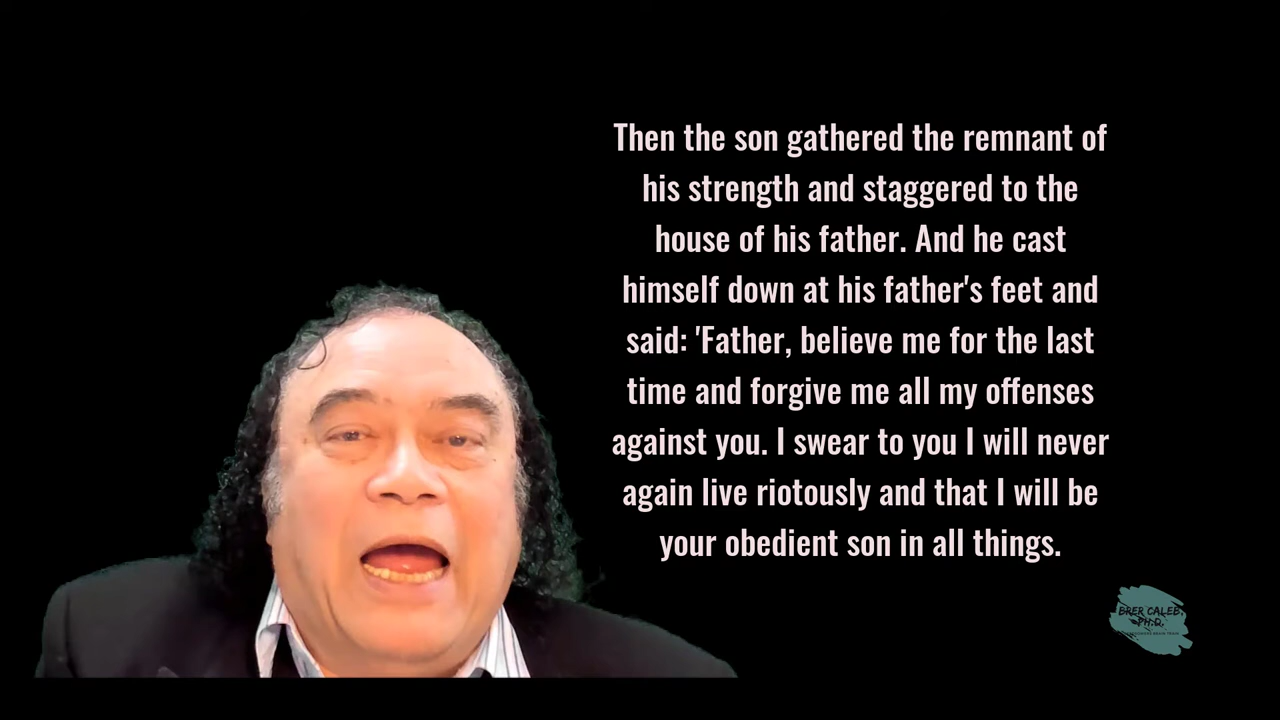 Then the son gathered the remnant of
his strength and staggered to the
house of his father. And he cast
himself down at his father's feet and
said: 'Father, believe me for the last
time and forgive me all my offenses
against you. I swear to you I will never
again live riotously and that I will be
your obedient son in all things.
BRER CALEB,
PH.D.